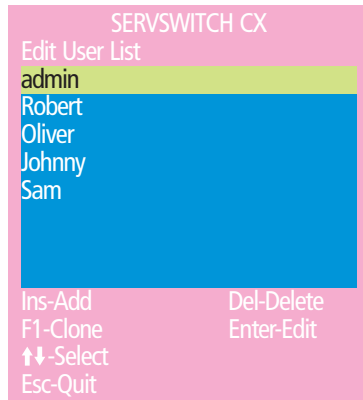 SERVSWITCH CX
Edit User List
admin
Robert
Oliver
Johnny
Sam
Ins-Add Del-Delete
F1-Clone Enter-Edit
⬆⬇-Select
Esc-Quit